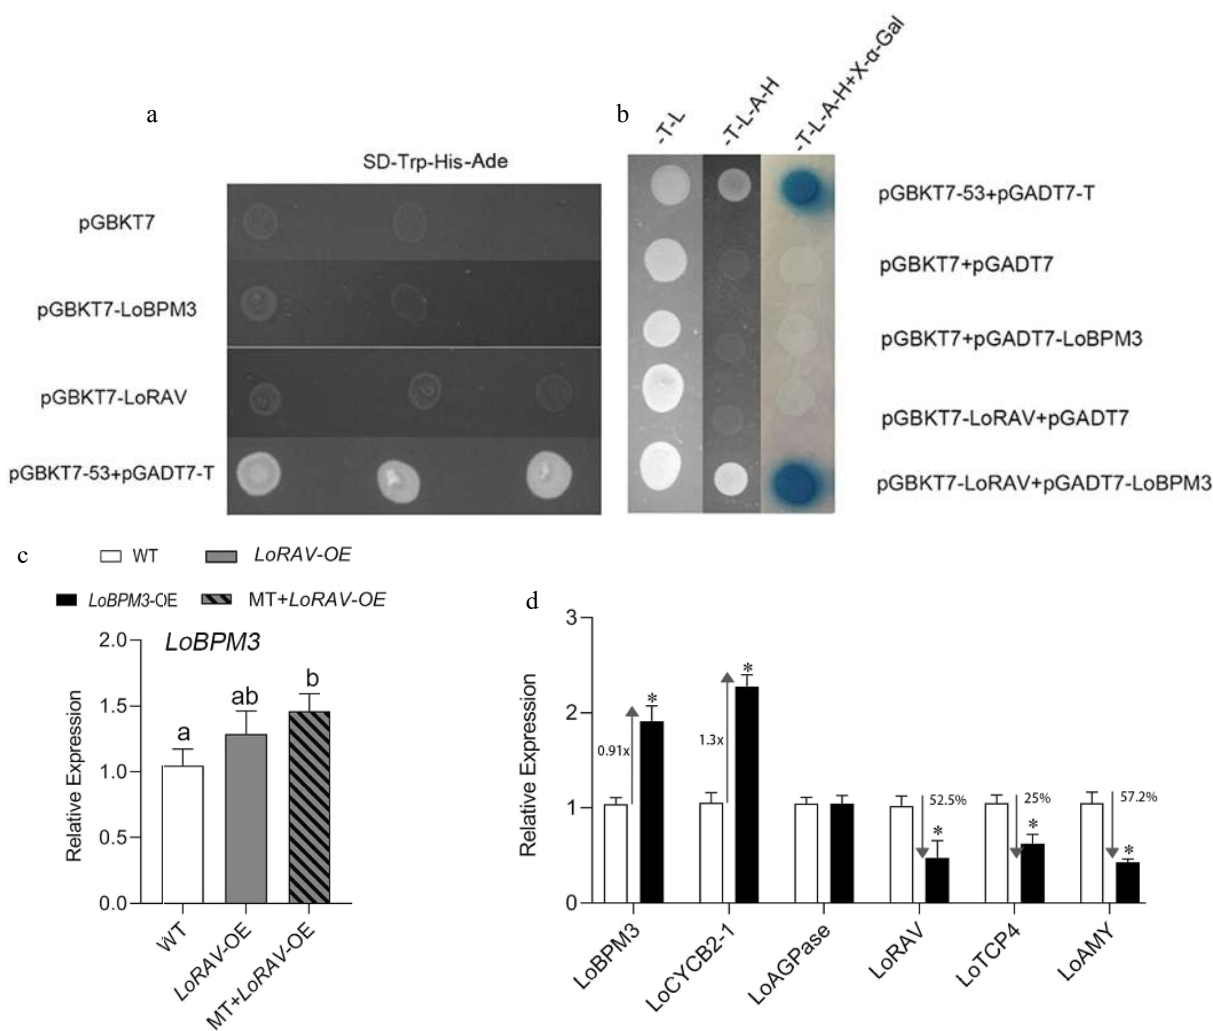 a
SD-Trp-His-Ade
pGBKT7
pGBKT7-LoBPM3
pGBKT7-LoRAV
pGBKT7-53+pGADT7-T
b
-T-L
-T-L-A-H
-T-L-A-H+X-α-Gal
pGBKT7-53+pGADT7-T
pGBKT7+pGADT7
pGBKT7+pGADT7-LoBPM3
pGBKT7-LoRAV+pGADT7
pGBKT7-LoRAV+pGADT7-LoBPM3
c
WT
LoRAV-OE
LoBPM3-OE
MT+LoRAV-OE
LoBPM3
Relative Expression
2.0
1.5
1.0
0.5
0.0
a
ab
b
WT
LoRAV-OE
MT+LoRAV-OE
d
Relative Expression
3
2
1
0
0.91x
*
1.3x
*
52.5%
*
25%
*
57.2%
*
LoBPM3
LoCYCB2-1
LoAGPase
LoRAV
LoTCP4
LoAMY